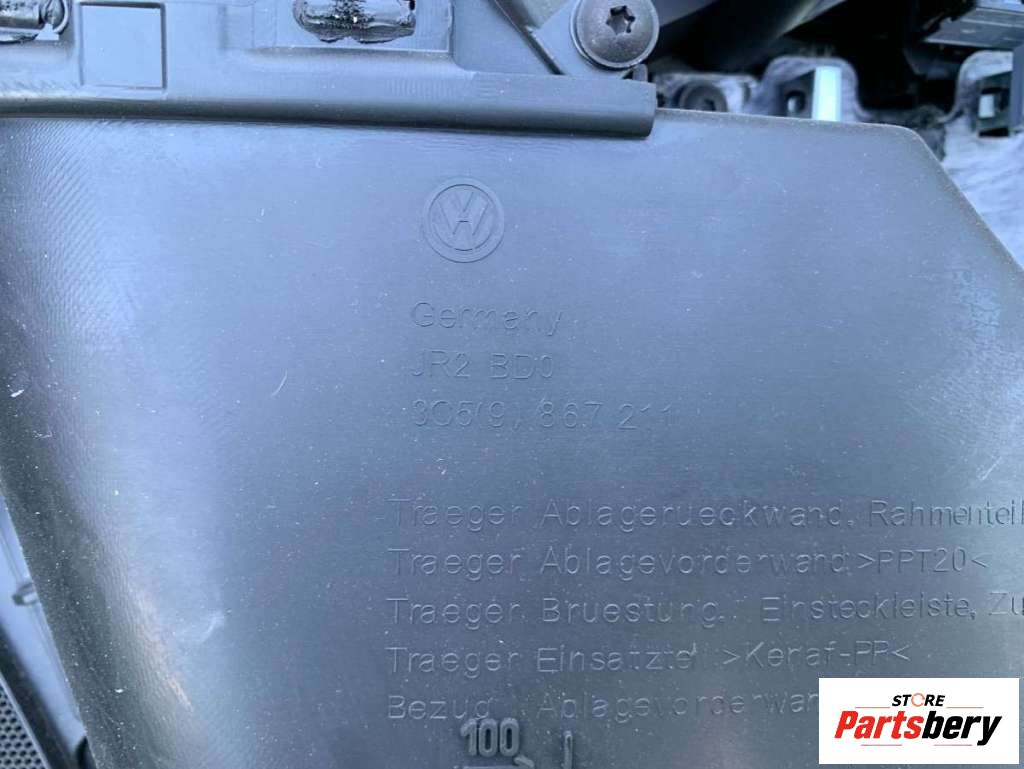 Germany
JR2 BD0
3C5(9) 867 211
Traeger Ablagerueckwand, Rahmenteil
Traeger Ablagevorderwand >PPT20<
Traeger Bruestung, Einsteckleiste, Zu
Traeger Einsatzteil >Keraf-PP<
Bezug Ablagevorderwan
100
STORE
Partsbery